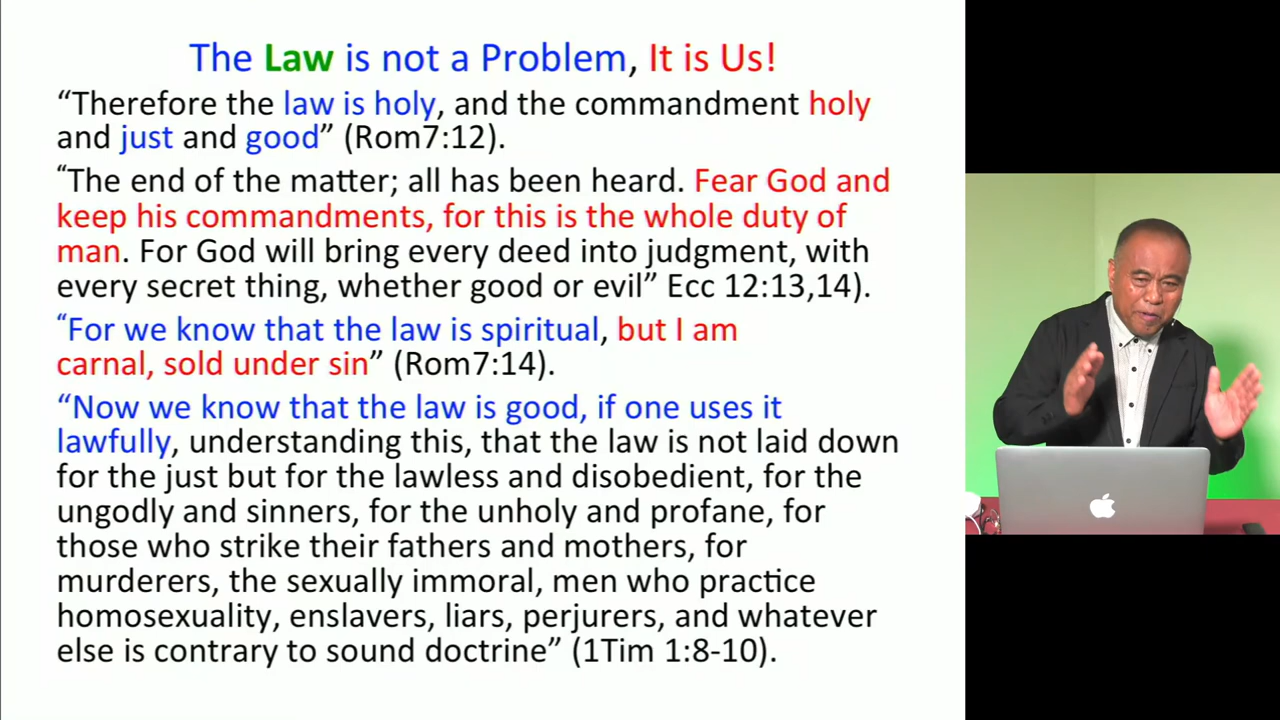 The Law is not a Problem, It is Us!
“Therefore the law is holy, and the commandment holy
and just and good” (Rom7:12).
“The end of the matter; all has been heard. Fear God and
keep his commandments, for this is the whole duty of
man. For God will bring every deed into judgment, with
every secret thing, whether good or evil” Ecc 12:13,14).
“For we know that the law is spiritual, but I am
carnal, sold under sin” (Rom7:14).
“Now we know that the law is good, if one uses it
lawfully, understanding this, that the law is not laid down
for the just but for the lawless and disobedient, for the
ungodly and sinners, for the unholy and profane, for
those who strike their fathers and mothers, for
murderers, the sexually immoral, men who practice
homosexuality, enslavers, liars, perjurers, and whatever
else is contrary to sound doctrine” (1Tim 1:8-10).